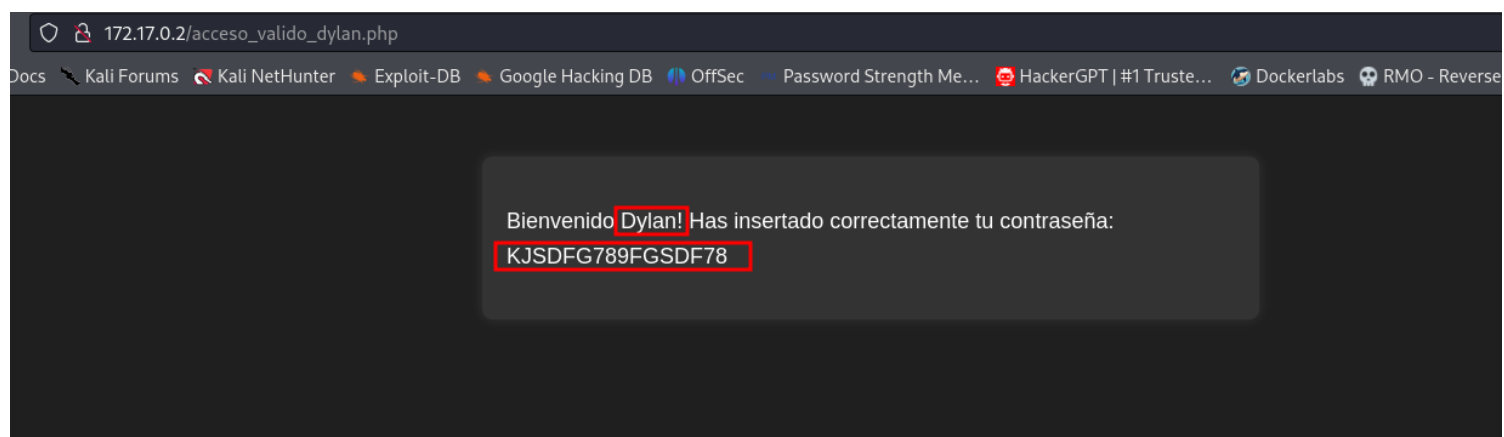 172.17.0.2/acceso_valido_dylan.php
Docs Kali Forums Kali NetHunter Exploit-DB Google Hacking DB OffSec Password Strength Me... HackerGPT | #1 Truste... Dockerlabs RMO - Reverse
Bienvenido Dylan! Has insertado correctamente tu contraseña:
KJSDFG789FGSDF78